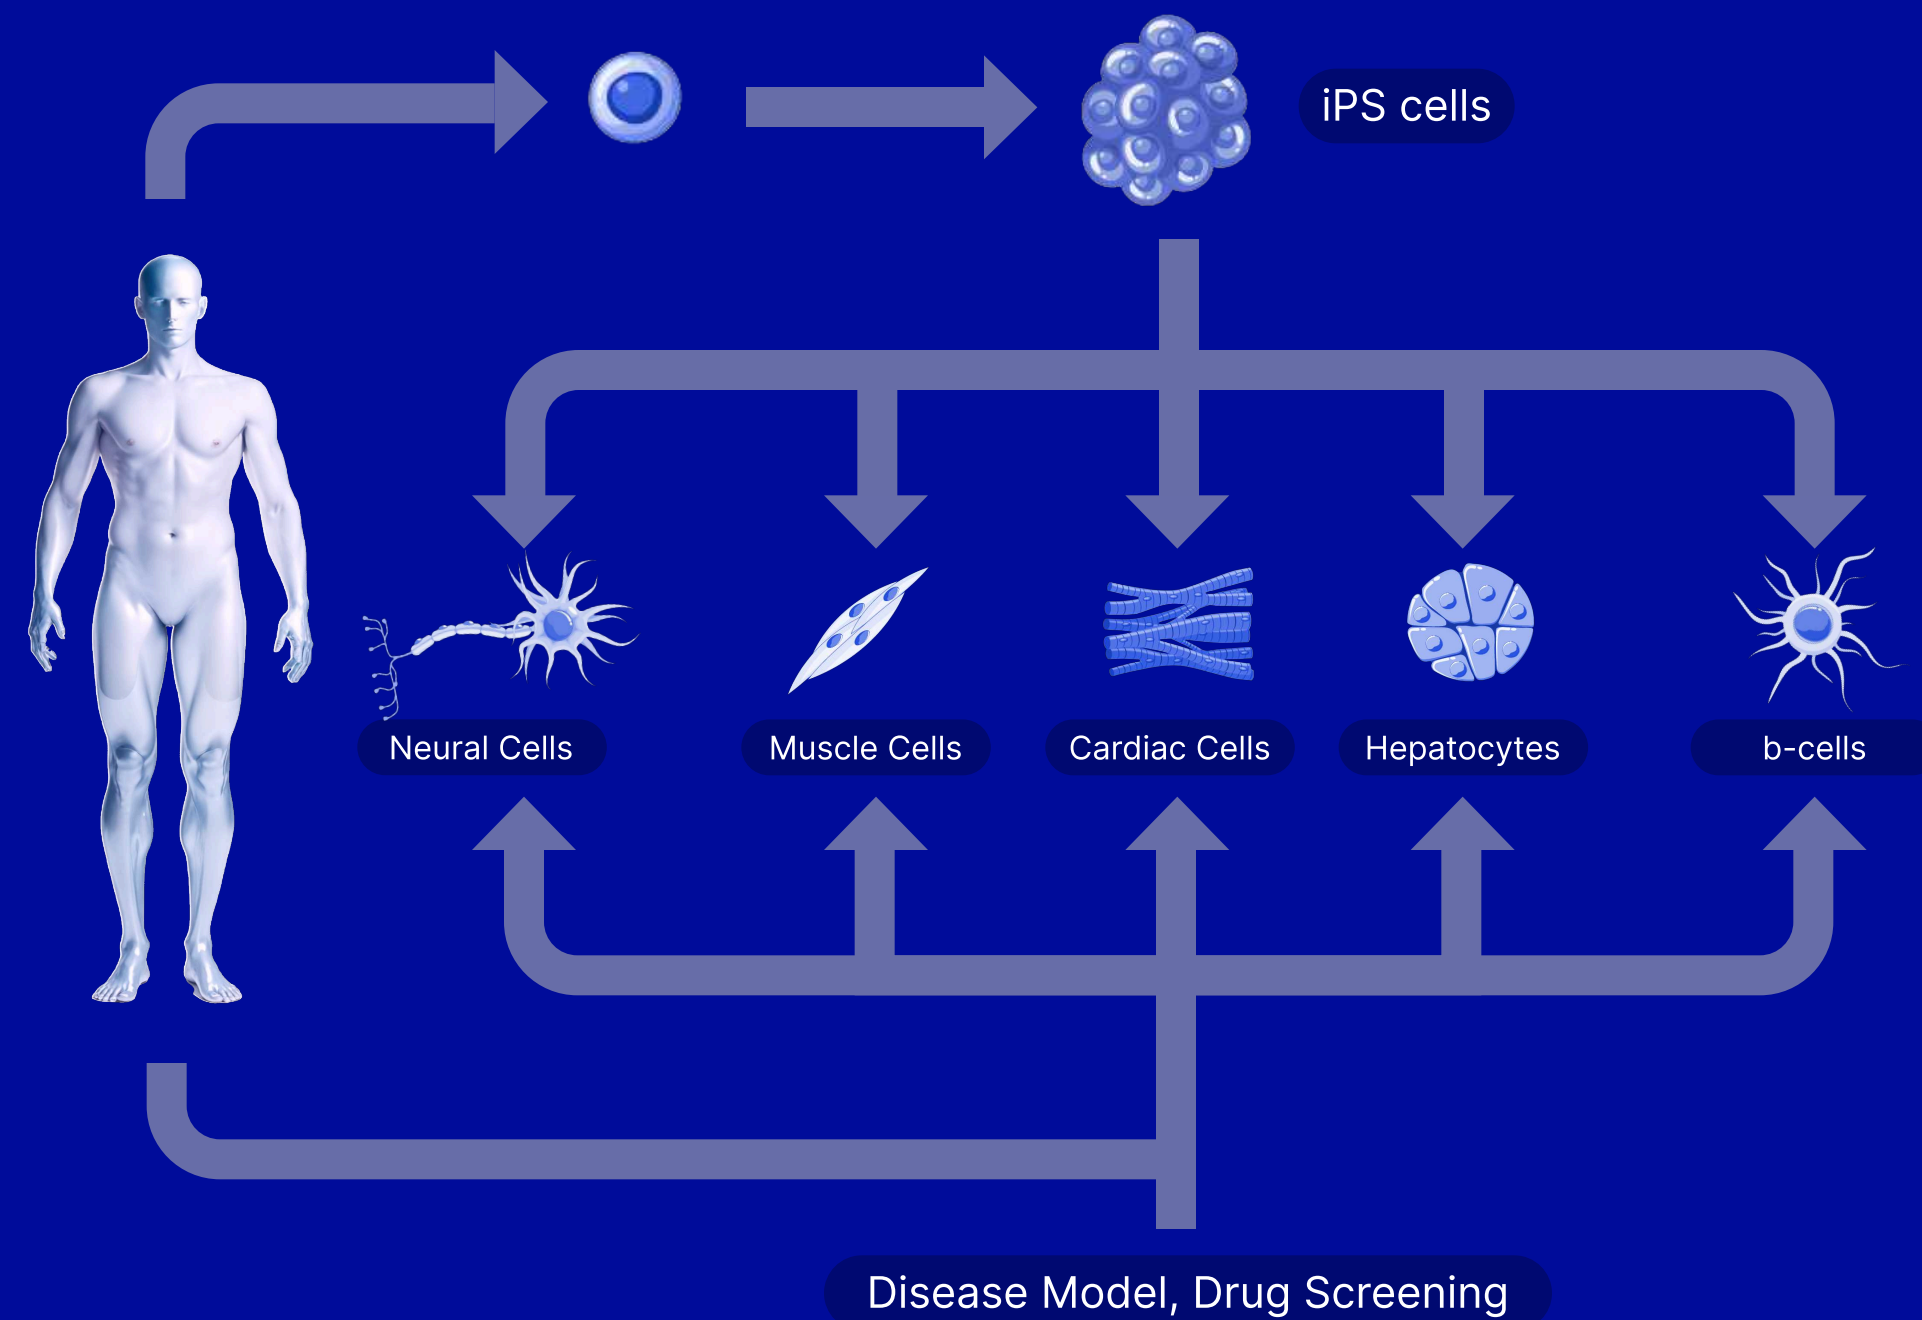 iPS cells
Neural Cells
Muscle Cells
Cardiac Cells
Hepatocytes
b-cells
Disease Model, Drug Screening